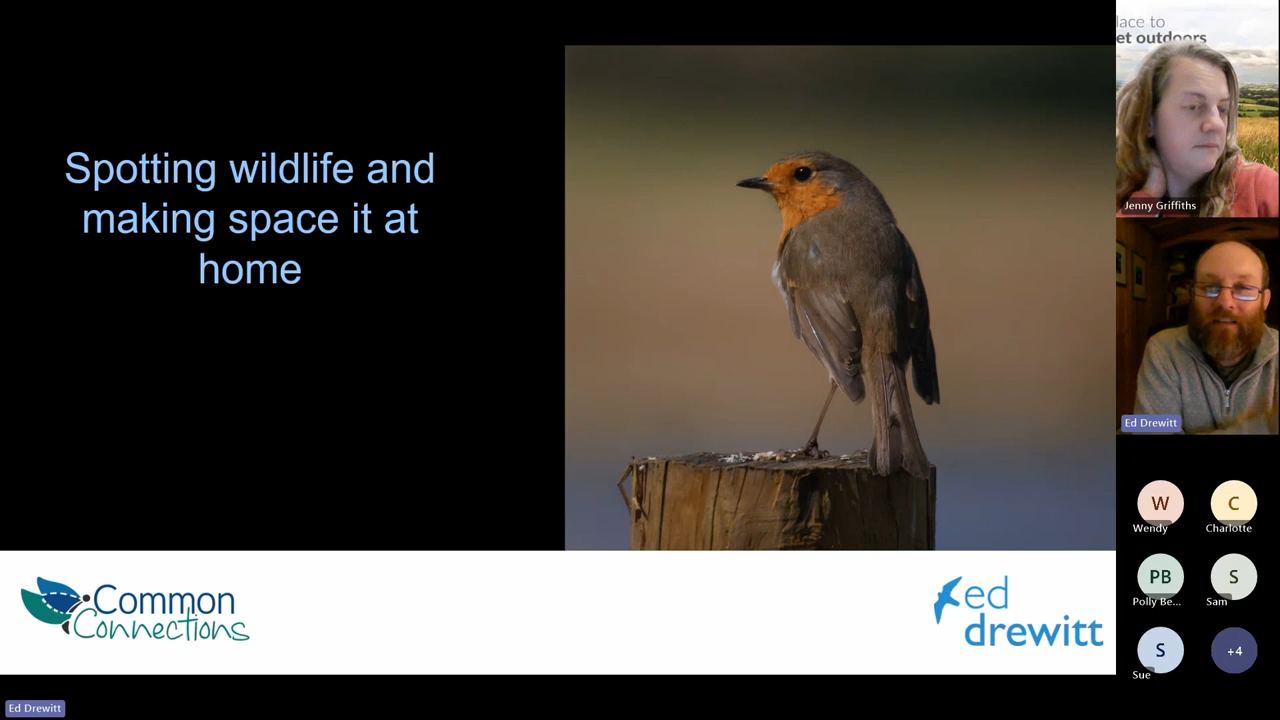 Spotting wildlife and
making space it at
home
Common
Connections
ed
drewitt
lace to
et outdoors
Jenny Griffiths
Ed Drewitt
W
Wendy
C
Charlotte
PB
Polly Be...
S
Sam
S
Sue
+4
Ed Drewitt